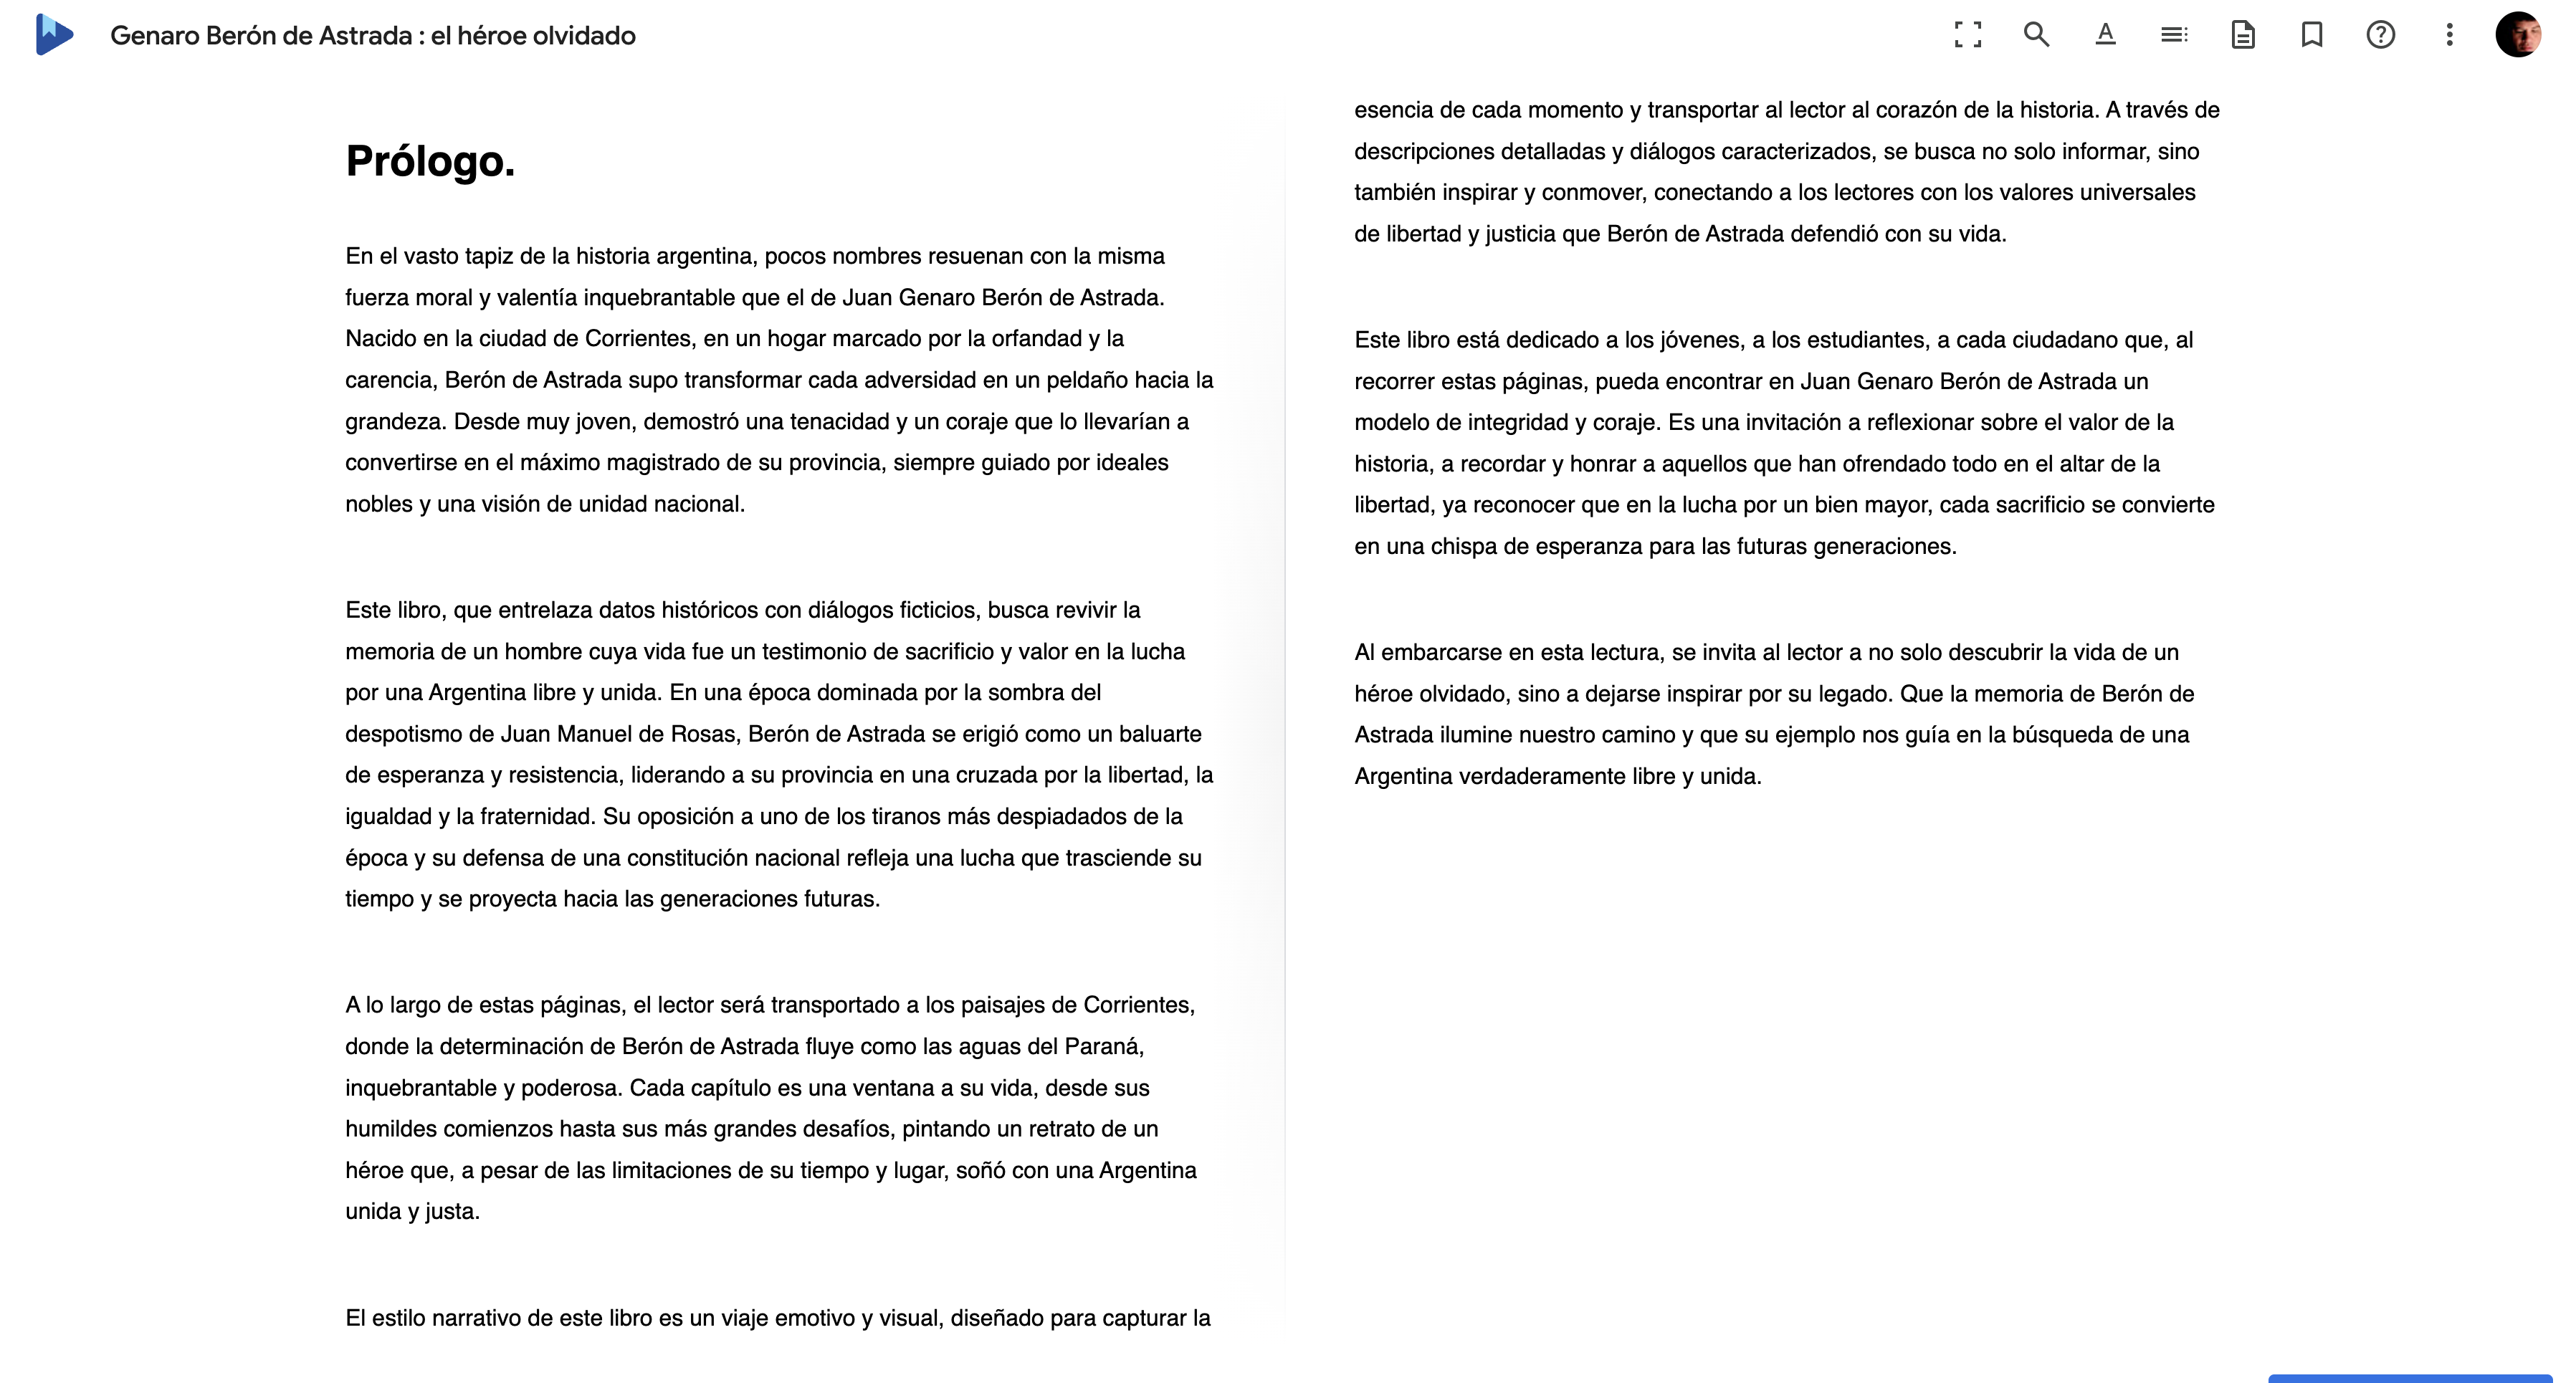 Genaro Berón de Astrada : el héroe olvidado
Prólogo.
En el vasto tapiz de la historia argentina, pocos nombres resuenan con la misma
fuerza moral y valentía inquebrantable que el de Juan Genaro Berón de Astrada.
Nacido en la ciudad de Corrientes, en un hogar marcado por la orfandad y la
carencia, Berón de Astrada supo transformar cada adversidad en un peldaño hacia la
grandeza. Desde muy joven, demostró una tenacidad y un coraje que lo llevarían a
convertirse en el máximo magistrado de su provincia, siempre guiado por ideales
nobles y una visión de unidad nacional.
Este libro, que entrelaza datos históricos con diálogos ficticios, busca revivir la
memoria de un hombre cuya vida fue un testimonio de sacrificio y valor en la lucha
por una Argentina libre y unida. En una época dominada por la sombra del
despotismo de Juan Manuel de Rosas, Berón de Astrada se erigió como un baluarte
de esperanza y resistencia, liderando a su provincia en una cruzada por la libertad, la
igualdad y la fraternidad. Su oposición a uno de los tiranos más despiadados de la
época y su defensa de una constitución nacional refleja una lucha que trasciende su
tiempo y se proyecta hacia las generaciones futuras.
A lo largo de estas páginas, el lector será transportado a los paisajes de Corrientes,
donde la determinación de Berón de Astrada fluye como las aguas del Paraná,
inquebrantable y poderosa. Cada capítulo es una ventana a su vida, desde sus
humildes comienzos hasta sus más grandes desafíos, pintando un retrato de un
héroe que, a pesar de las limitaciones de su tiempo y lugar, soñó con una Argentina
unida y justa.
El estilo narrativo de este libro es un viaje emotivo y visual, diseñado para capturar la
esencia de cada momento y transportar al lector al corazón de la historia. A través de
descripciones detalladas y diálogos caracterizados, se busca no solo informar, sino
también inspirar y conmover, conectando a los lectores con los valores universales
de libertad y justicia que Berón de Astrada defendió con su vida.
Este libro está dedicado a los jóvenes, a los estudiantes, a cada ciudadano que, al
recorrer estas páginas, pueda encontrar en Juan Genaro Berón de Astrada un
modelo de integridad y coraje. Es una invitación a reflexionar sobre el valor de la
historia, a recordar y honrar a aquellos que han ofrendado todo en el altar de la
libertad, ya reconocer que en la lucha por un bien mayor, cada sacrificio se convierte
en una chispa de esperanza para las futuras generaciones.
Al embarcarse en esta lectura, se invita al lector a no solo descubrir la vida de un
héroe olvidado, sino a dejarse inspirar por su legado. Que la memoria de Berón de
Astrada ilumine nuestro camino y que su ejemplo nos guía en la búsqueda de una
Argentina verdaderamente libre y unida.